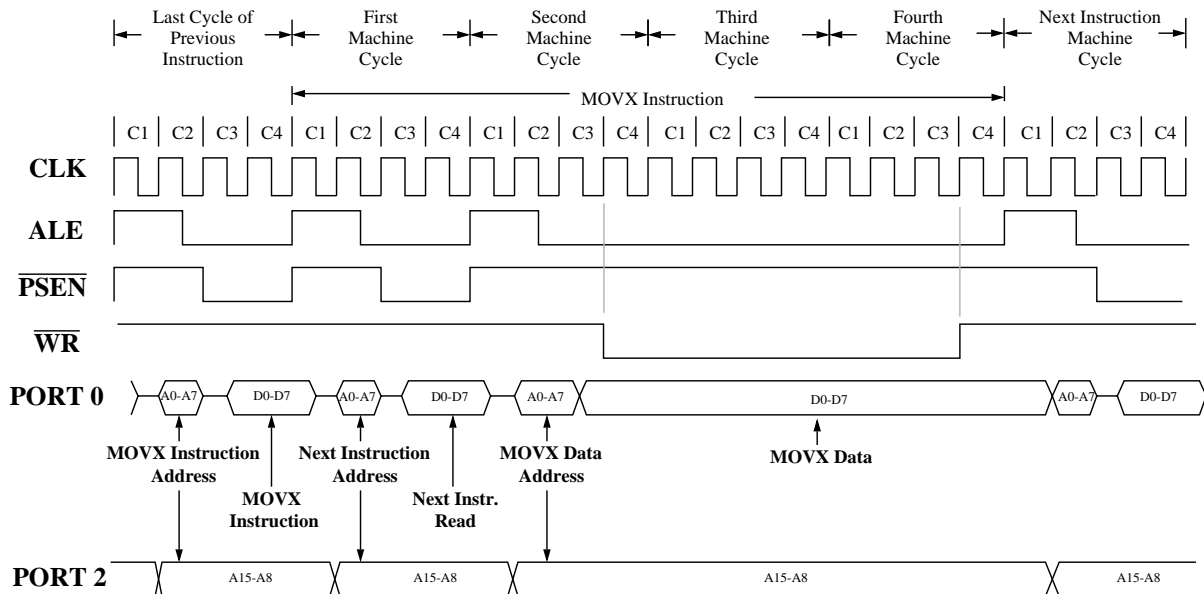 Last Cycle of
Previous
Instruction
First
Machine
Cycle
Second
Machine
Cycle
Third
Machine
Cycle
Fourth
Machine
Cycle
Next Instruction
Machine
Cycle
MOVX Instruction
C1 C2 C3 C4 C1 C2 C3 C4 C1 C2 C3 C4 C1 C2 C3 C4 C1 C2 C3 C4 C1 C2 C3 C4
CLK
ALE
PSEN
WR
PORT 0
A0-A7 D0-D7 A0-A7 D0-D7 A0-A7 D0-D7 A0-A7 D0-D7
MOVX Instruction
Address
Next Instruction
Address
MOVX Data
Address
MOVX Data
MOVX
Instruction
Next Instr.
Read
PORT 2
A15-A8 A15-A8 A15-A8 A15-A8